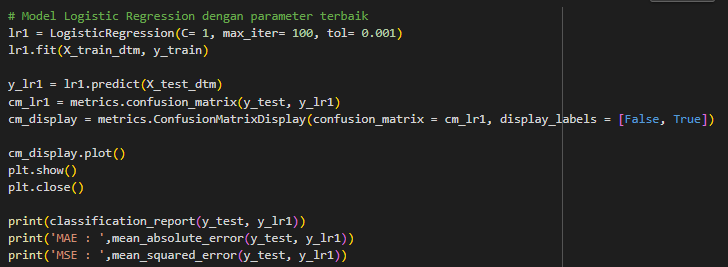 # Model Logistic Regression dengan parameter terbaik
lr1 = LogisticRegression(C= 1, max_iter= 100, tol= 0.001)
lr1.fit(X_train_dtm, y_train)
y_lr1 = lr1.predict(X_test_dtm)
cm_lr1 = metrics.confusion_matrix(y_test, y_lr1)
cm_display = metrics.ConfusionMatrixDisplay(confusion_matrix = cm_lr1, display_labels = [False, True])
cm_display.plot()
plt.show()
plt.close()
print(classification_report(y_test, y_lr1))
print('MAE : ',mean_absolute_error(y_test, y_lr1))
print('MSE : ',mean_squared_error(y_test, y_lr1))